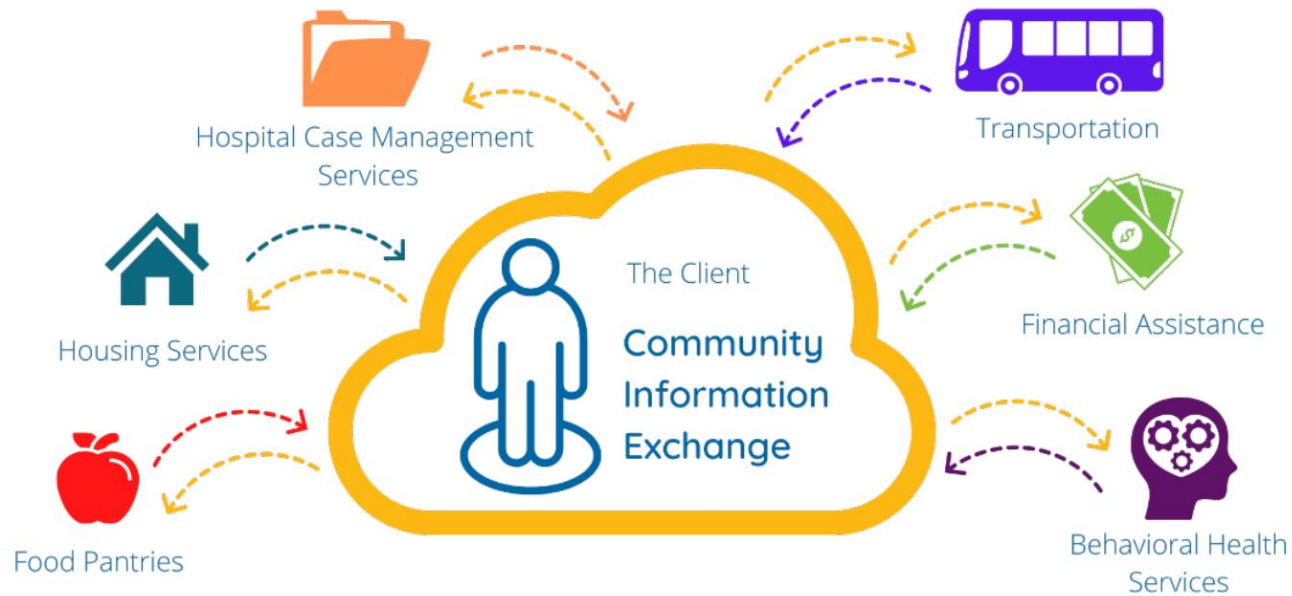 Hospital Case Management
Services
Transportation
Housing Services
The Client
Community
Information
Exchange
Financial Assistance
Food Pantries
Behavioral Health
Services